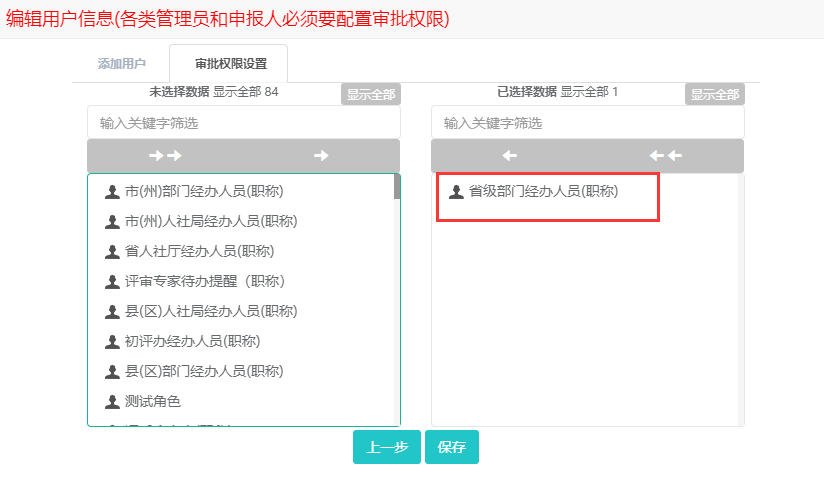 编辑用户信息(各类管理员和申报人必须要配置审批权限)
添加用户 审批权限设置
未选择数据 显示全部 84 显示全部
已选择数据 显示全部 1 显示全部
输入关键字筛选
输入关键字筛选
市(州)部门经办人员(职称)
市(州)人社局经办人员(职称)
省人社厅经办人员(职称)
评审专家待办提醒（职称）
县(区)人社局经办人员(职称)
初评办经办人员(职称)
县(区)部门经办人员(职称)
测试角色
省级部门经办人员(职称)
上一步 保存